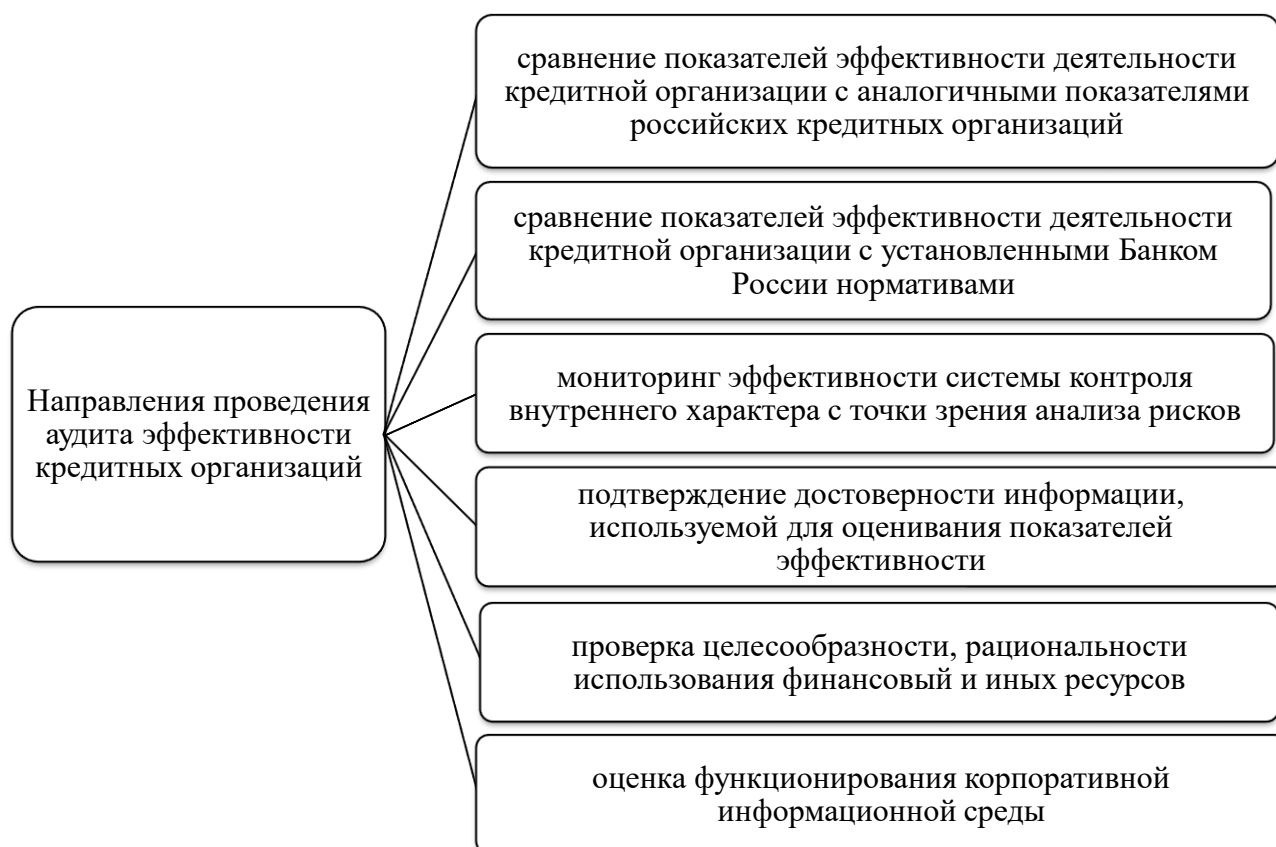 Направления проведения
аудита эффективности
кредитных организаций
сравнение показателей эффективности деятельности
кредитной организации с аналогичными показателями
российских кредитных организаций
сравнение показателей эффективности деятельности
кредитной организации с установленными Банком
России нормативами
мониторинг эффективности системы контроля
внутреннего характера с точки зрения анализа рисков
подтверждение достоверности информации,
используемой для оценивания показателей
эффективности
проверка целесообразности, рациональности
использования финансовый и иных ресурсов
оценка функционирования корпоративной
информационной среды